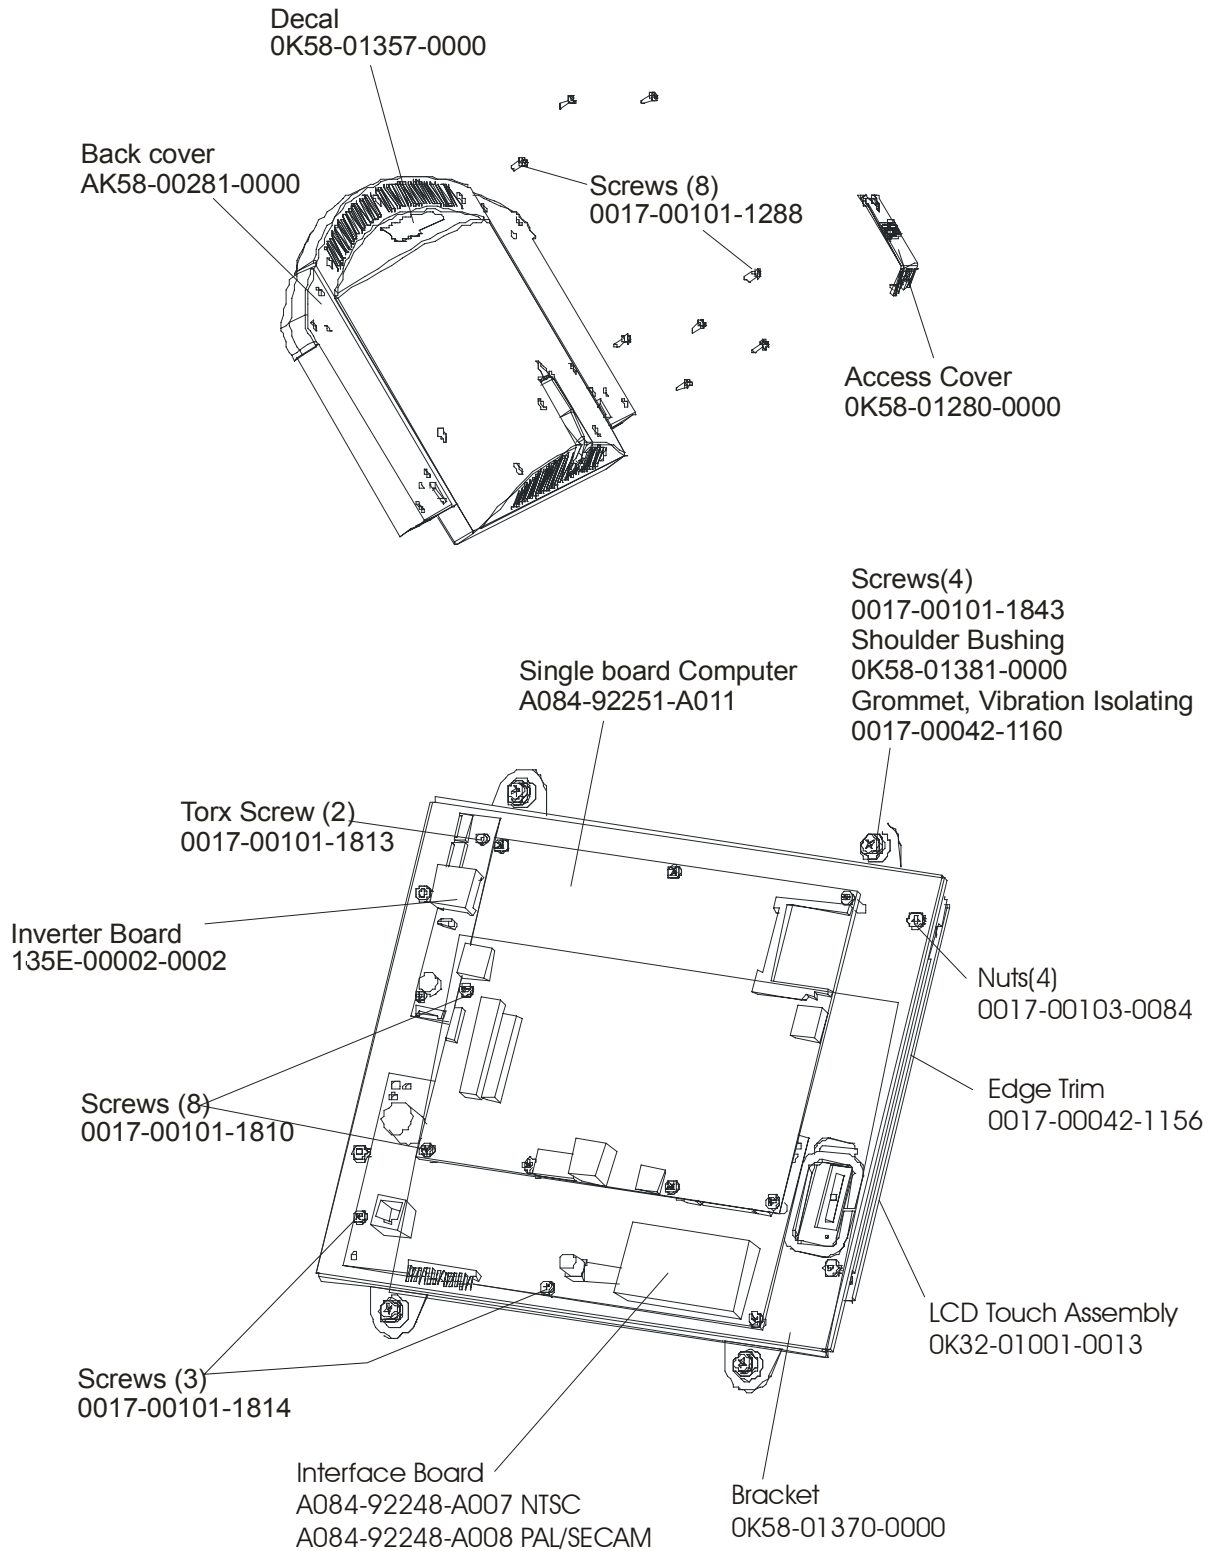 Decal
0K58-01357-0000
Back cover
AK58-00281-0000
Screws (8)
0017-00101-1288
Access Cover
0K58-01280-0000
Screws(4)
0017-00101-1843
Shoulder Bushing
0K58-01381-0000
Grommet, Vibration Isolating
0017-00042-1160
Single board Computer
A084-92251-A011
Torx Screw (2)
0017-00101-1813
Inverter Board
135E-00002-0002
Nuts(4)
0017-00103-0084
Edge Trim
0017-00042-1156
Screws (8)
0017-00101-1810
LCD Touch Assembly
0K32-01001-0013
Screws (3)
0017-00101-1814
Interface Board
A084-92248-A007 NTSC
A084-92248-A008 PAL/SECAM
Bracket
0K58-01370-0000